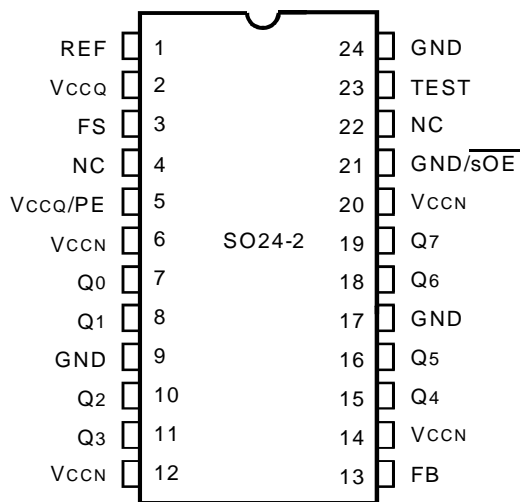 REF 1 24 GND
VCCQ 2 23 TEST
FS 3 22 NC
NC 4 21 GND/sOE
VCCQ/PE 5 20 VCCN
VCCN 6 SO24-2 19 Q7
Q0 7 18 Q6
Q1 8 17 GND
GND 9 16 Q5
Q2 10 15 Q4
Q3 11 14 VCCN
VCCN 12 13 FB